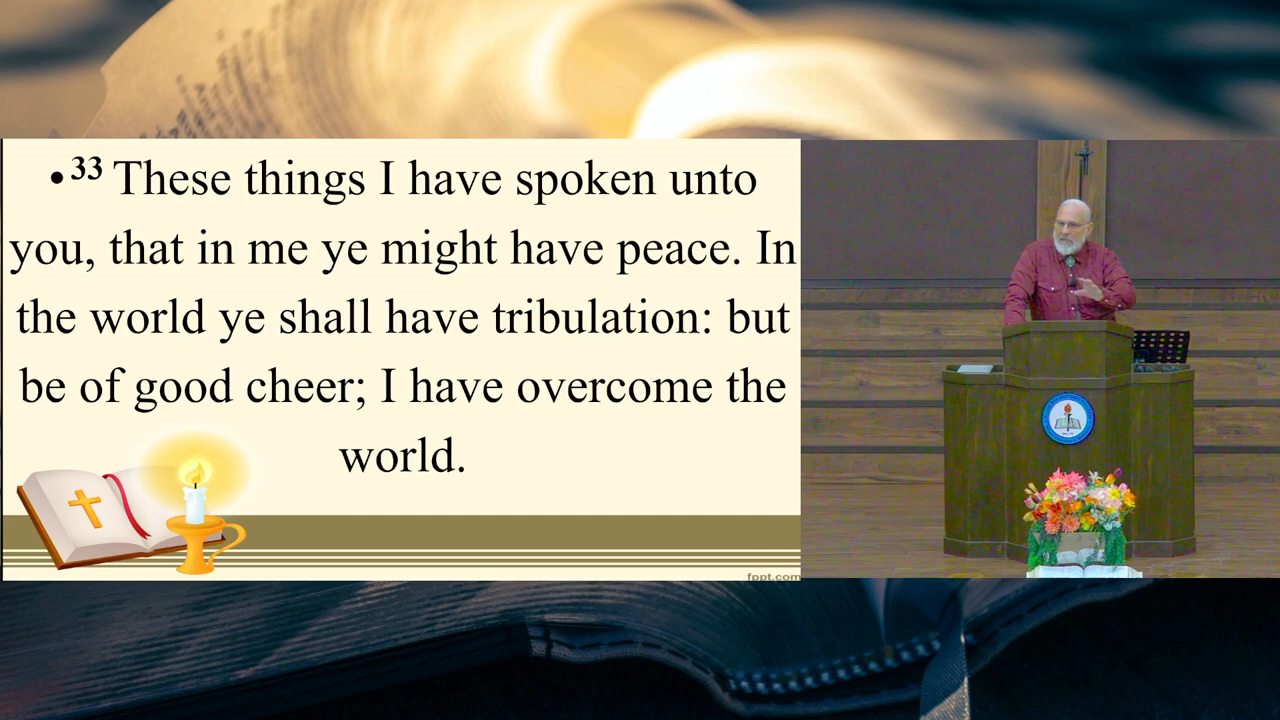 •33 These things I have spoken unto
you, that in me ye might have peace. In
the world ye shall have tribulation: but
be of good cheer; I have overcome the
world.
fppt.com